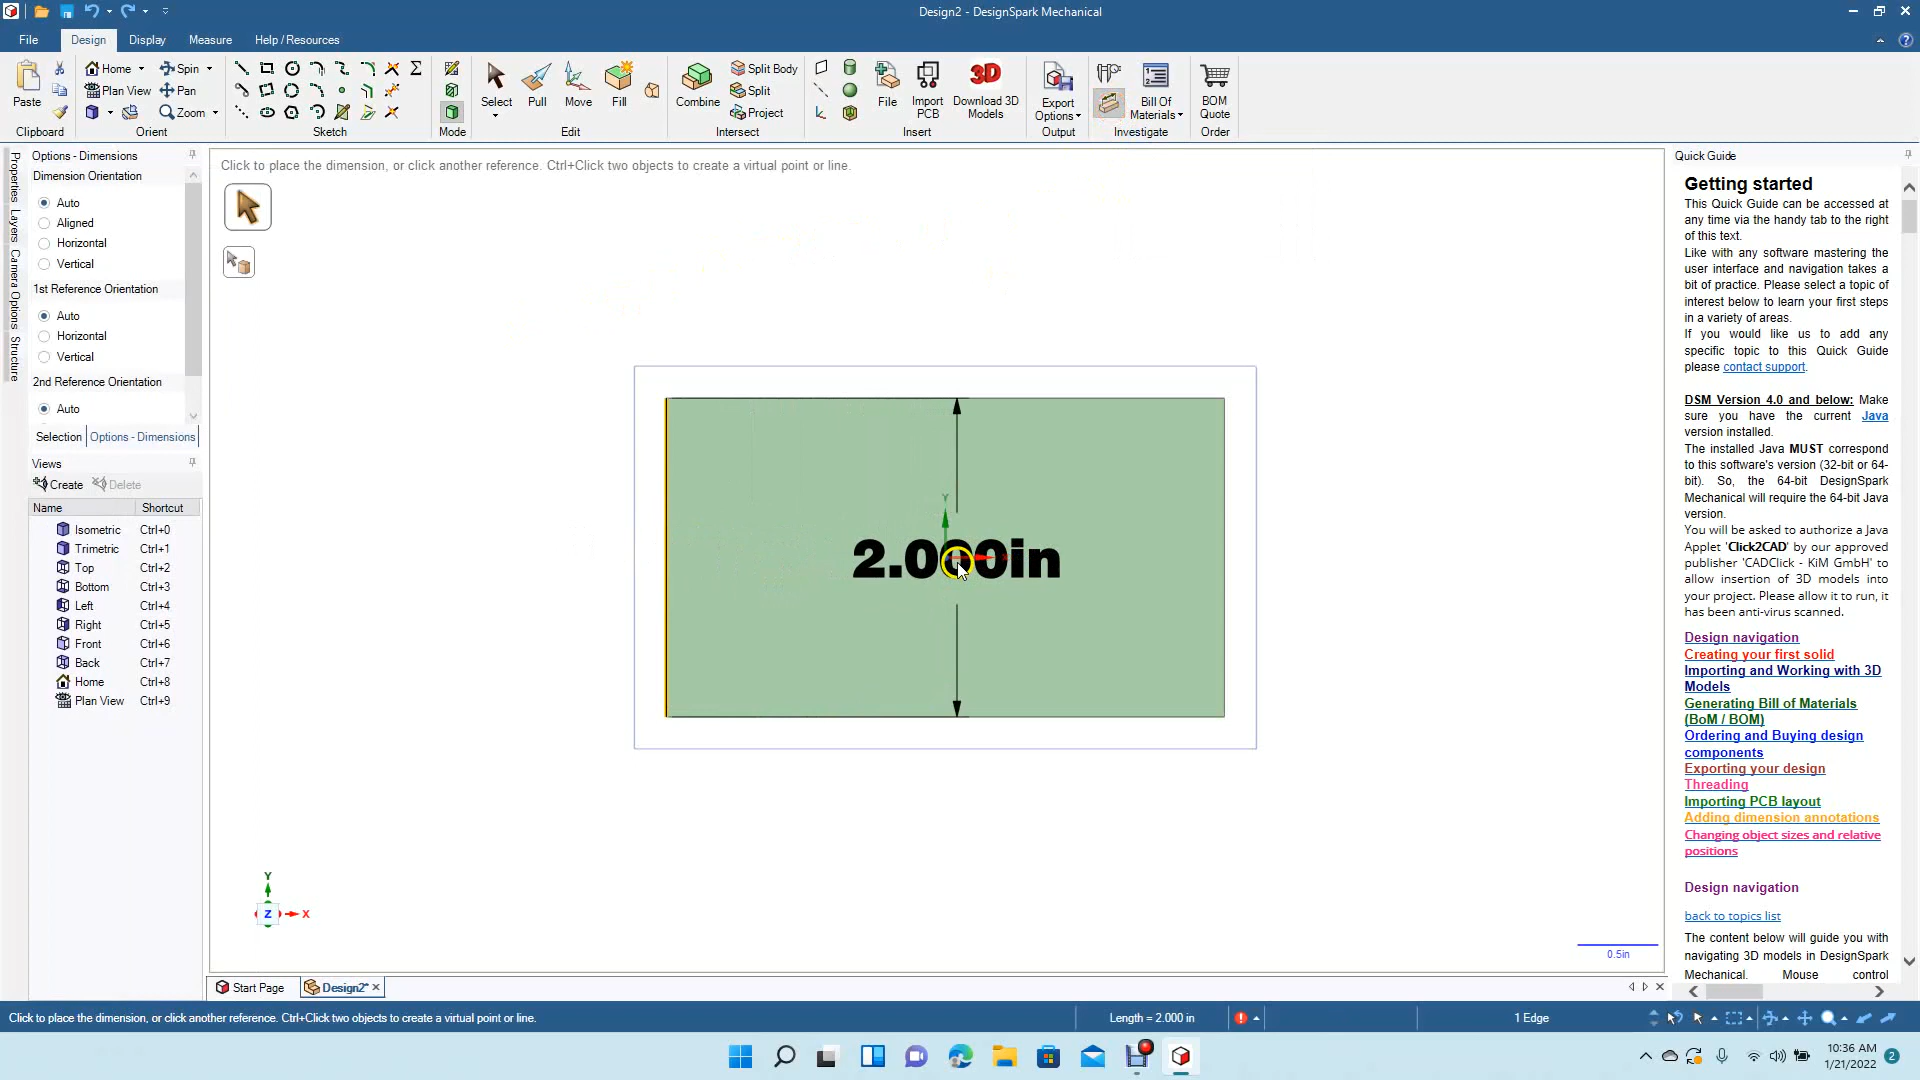 Design2 - DesignSpark Mechanical
File
Design
Display
Measure
Help / Resources
Paste
Home
Spin
Plan View
Pan
Zoom
Select
Pull
Move
Fill
Combine
Split Body
Split
Project
File
Import PCB
Download 3D Models
Export Options
Bill Of Materials
BOM Quote
Clipboard
Orient
Sketch
Mode
Edit
Intersect
Insert
Output
Investigate
Order
Properties
Layers
Camera Options
Structure
Options - Dimensions
Dimension Orientation
Auto
Aligned
Horizontal
Vertical
1st Reference Orientation
Auto
Horizontal
Vertical
2nd Reference Orientation
Auto
Selection
Options - Dimensions
Views
Create
Delete
Name Shortcut
Isometric Ctrl+0
Trimetric Ctrl+1
Top Ctrl+2
Bottom Ctrl+3
Left Ctrl+4
Right Ctrl+5
Front Ctrl+6
Back Ctrl+7
Home Ctrl+8
Plan View Ctrl+9
Click to place the dimension, or click another reference. Ctrl+Click two objects to create a virtual point or line.
Y
2.000in
Y
Z
X
0.5in
Quick Guide
Getting started
This Quick Guide can be accessed at
any time via the handy tab to the right
of this text.
Like with any software mastering the
user interface and navigation takes a
bit of practice. Please select a topic of
interest below to learn your first steps
in a variety of areas.
If you would like us to add any
specific topic to this Quick Guide
please contact support.
DSM Version 4.0 and below: Make
sure you have the current Java
version installed.
The installed Java MUST correspond
to this software's version (32-bit or 64-
bit). So, the 64-bit DesignSpark
Mechanical will require the 64-bit Java
version.
You will be asked to authorize a Java
Applet 'Click2CAD' by our approved
publisher 'CADClick - KiM GmbH' to
allow insertion of 3D models into
your project. Please allow it to run, it
has been anti-virus scanned.
Design navigation
Creating your first solid
Importing and Working with 3D
Models
Generating Bill of Materials
(BoM / BOM)
Ordering and Buying design
components
Exporting your design
Threading
Importing PCB layout
Adding dimension annotations
Changing object sizes and relative
positions
Design navigation
back to topics list
The content below will guide you with
navigating 3D models in DesignSpark
Mechanical. Mouse control
Start Page
Design2*
Click to place the dimension, or click another reference. Ctrl+Click two objects to create a virtual point or line.
Length = 2.000 in
1 Edge
10:36 AM
1/21/2022
2